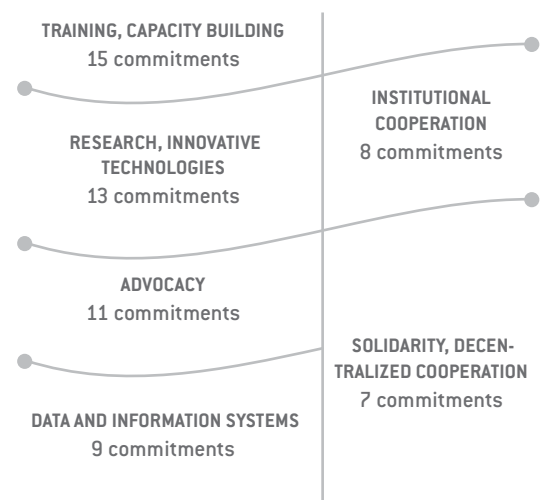 TRAINING, CAPACITY BUILDING
15 commitments
RESEARCH, INNOVATIVE
TECHNOLOGIES
13 commitments
ADVOCACY
11 commitments
DATA AND INFORMATION SYSTEMS
9 commitments
INSTITUTIONAL
COOPERATION
8 commitments
SOLIDARITY, DECEN-
TRALIZED COOPERATION
7 commitments